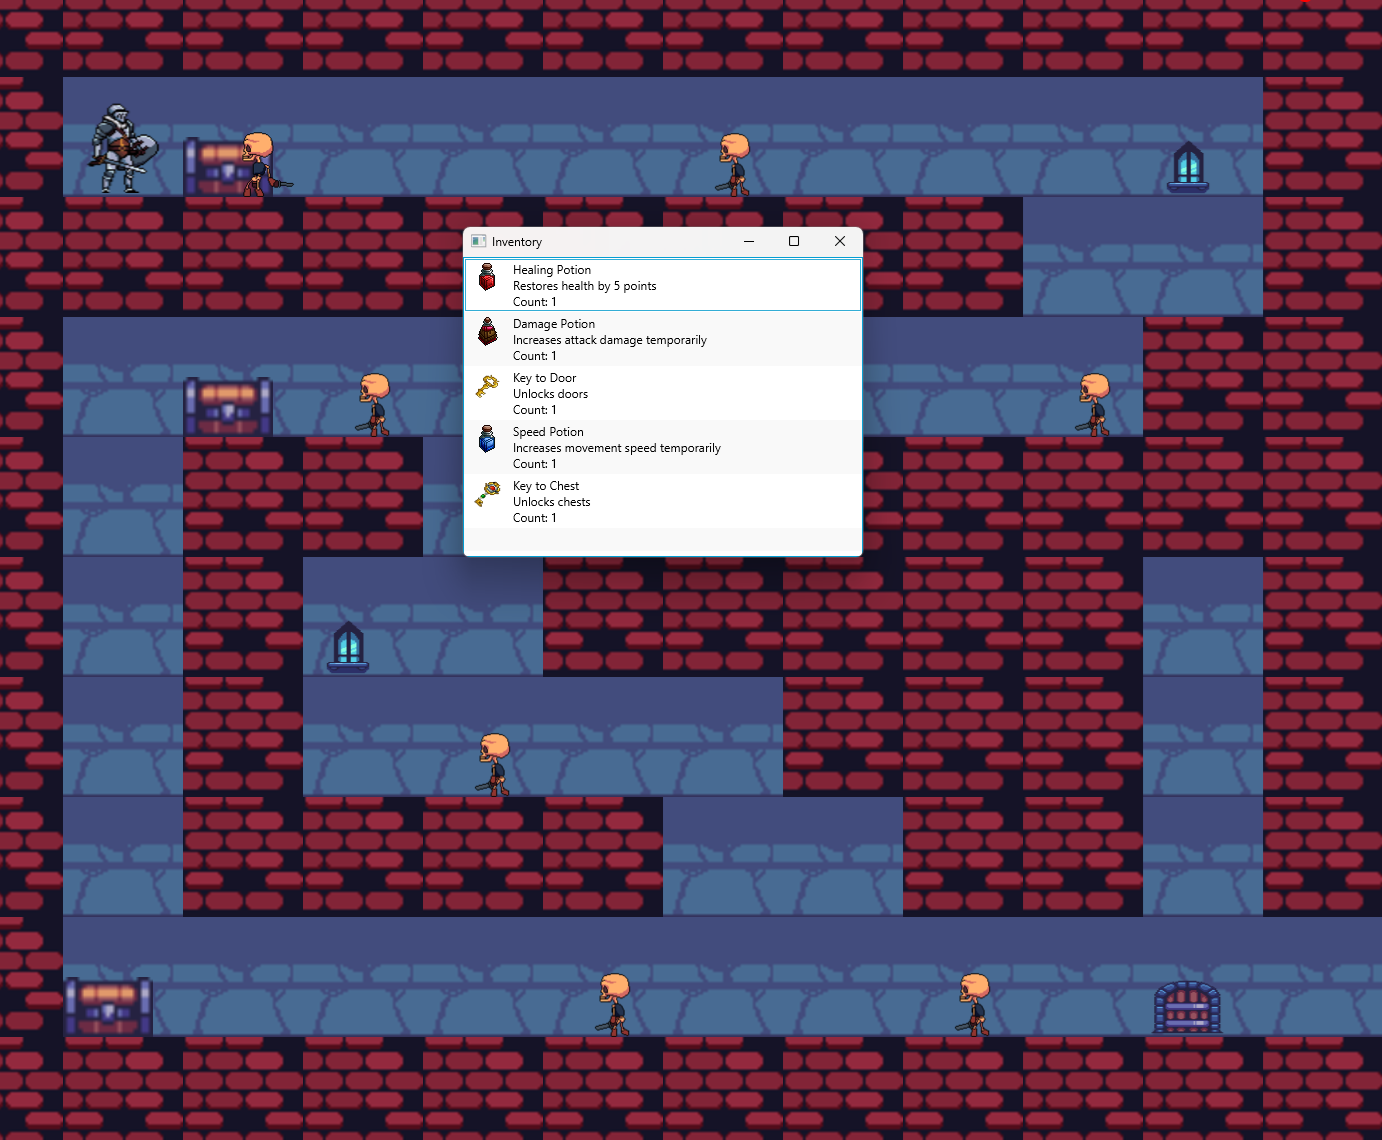 Inventory
Healing Potion
Restores health by 5 points
Count: 1
Damage Potion
Increases attack damage temporarily
Count: 1
Key to Door
Unlocks doors
Count: 1
Speed Potion
Increases movement speed temporarily
Count: 1
Key to Chest
Unlocks chests
Count: 1